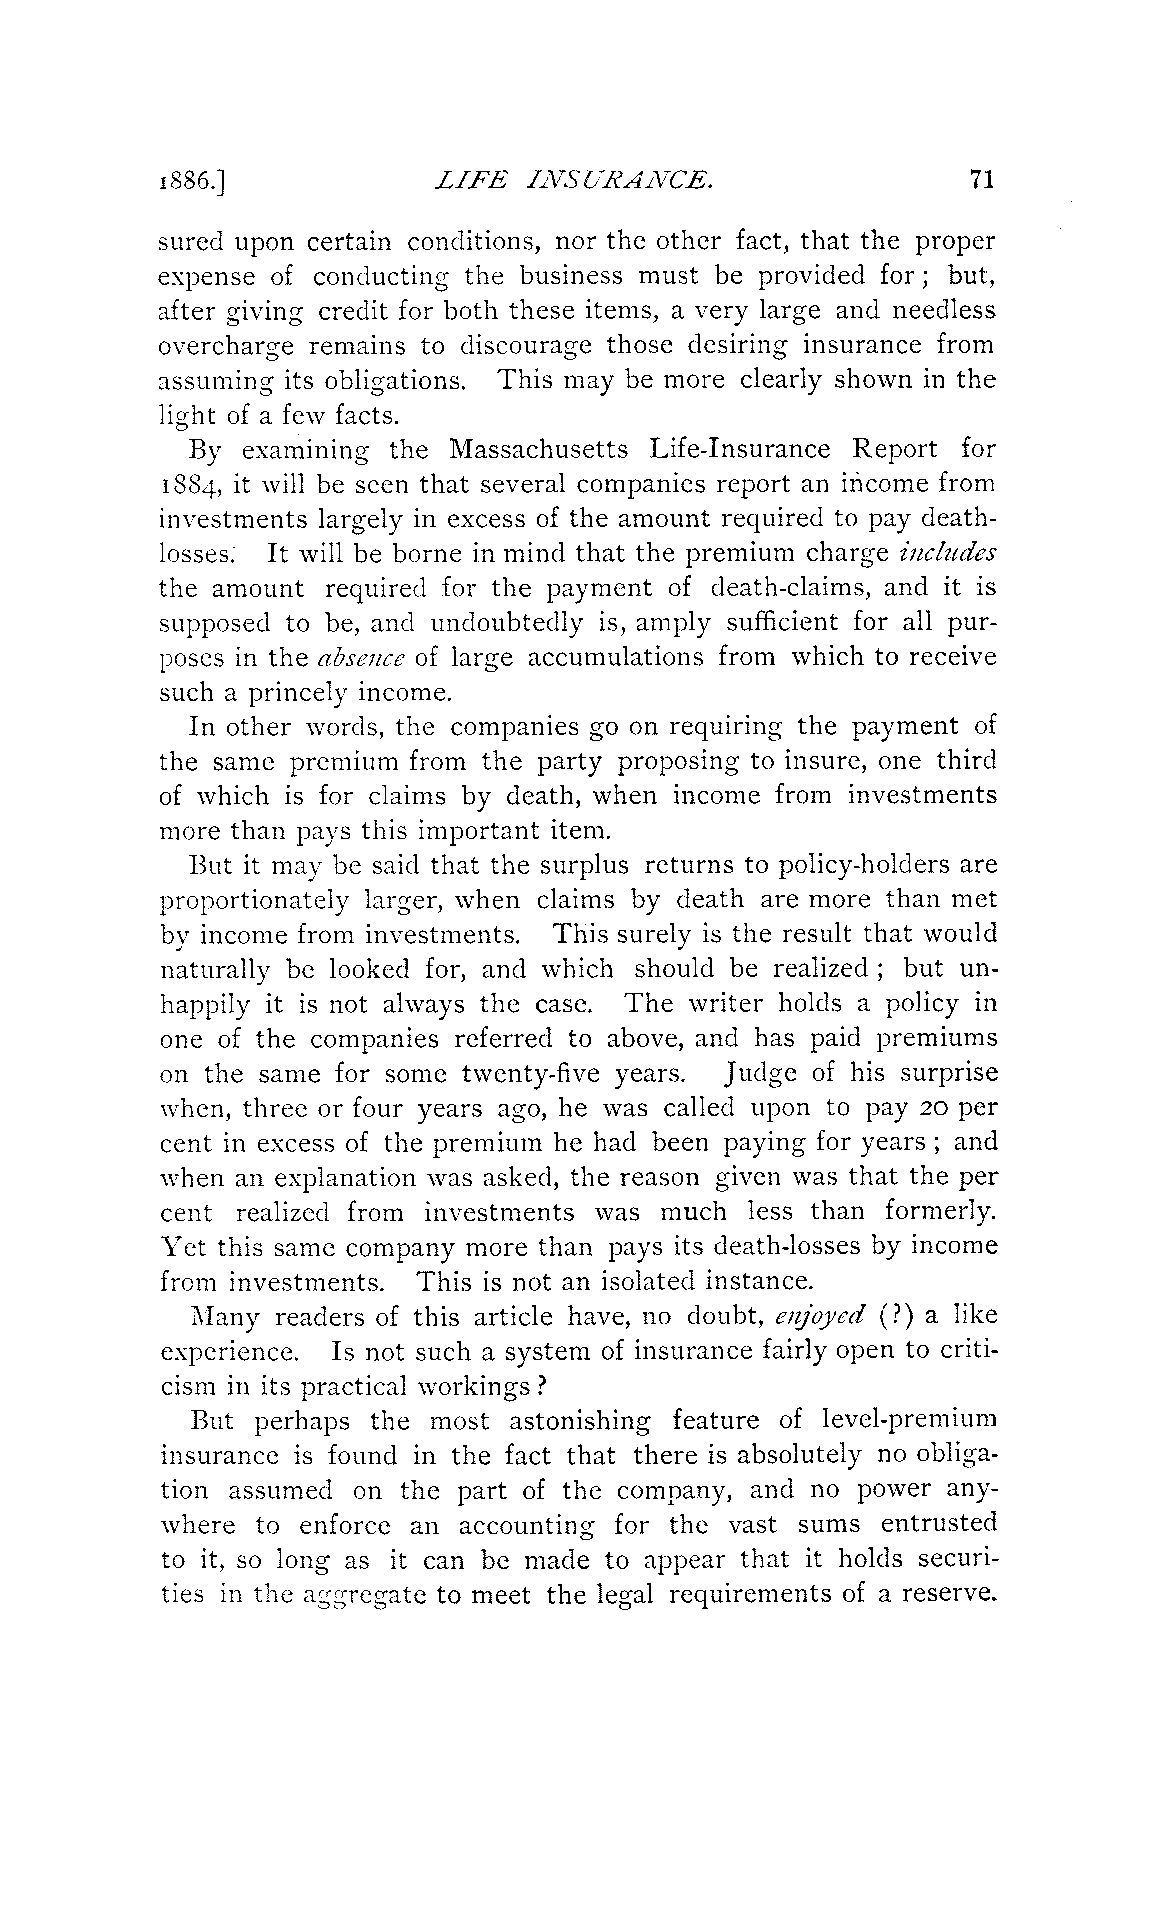 1886.] LIFE INSURANCE. 71
sured upon certain conditions, nor the other fact, that the proper
expense of conducting the business must be provided for; but,
after giving credit for both these items, a very large and needless
overcharge remains to discourage those desiring insurance from
assuming its obligations. This may be more clearly shown in the
light of a few facts.
By examining the Massachusetts Life-Insurance Report for
1884, it will be seen that several companies report an income from
investments largely in excess of the amount required to pay death-
losses. It will be borne in mind that the premium charge includes
the amount required for the payment of death-claims, and it is
supposed to be, and undoubtedly is, amply sufficient for all pur-
poses in the absence of large accumulations from which to receive
such a princely income.
In other words, the companies go on requiring the payment of
the same premium from the party proposing to insure, one third
of which is for claims by death, when income from investments
more than pays this important item.
But it may be said that the surplus returns to policy-holders are
proportionately larger, when claims by death are more than met
by income from investments. This surely is the result that would
naturally be looked for, and which should be realized; but un-
happily it is not always the case. The writer holds a policy in
one of the companies referred to above, and has paid premiums
on the same for some twenty-five years. Judge of his surprise
when, three or four years ago, he was called upon to pay 20 per
cent in excess of the premium he had been paying for years; and
when an explanation was asked, the reason given was that the per
cent realized from investments was much less than formerly.
Yet this same company more than pays its death-losses by income
from investments. This is not an isolated instance.
Many readers of this article have, no doubt, enjoyed (?) a like
experience. Is not such a system of insurance fairly open to criti-
cism in its practical workings?
But perhaps the most astonishing feature of level-premium
insurance is found in the fact that there is absolutely no obliga-
tion assumed on the part of the company, and no power any-
where to enforce an accounting for the vast sums entrusted
to it, so long as it can be made to appear that it holds securi-
ties in the aggregate to meet the legal requirements of a reserve.